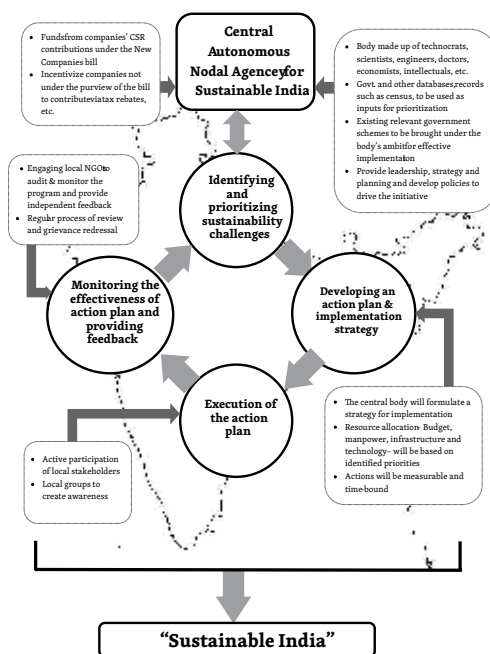 • Fundsfrom companies' CSR
contributions under the New
Companies bill
• Incentivize companies not
under the purview of the bill
to contributeviatax rebates,
etc.
Central
Autonomous
Nodal Agenceyfor
Sustainable India
• Body made up of technocrats,
scientists, engineers, doctors,
economists, intellectuals, etc.
• Govt. and other databases,records
such as census, to be used as
inputs for prioritization
• Existing relevant government
schemes to be brought under the
body's ambitfor effective
implementation
• Provide leadership, strategy and
planning and develop policies to
drive the initiative
• Engaging local NGOsto
audit & monitor the
program and provide
independent feedback
• Regular process of review
and grievance redressal
Identifying
and
prioritizing
sustainability
challenges
Monitoring the
effectiveness of
action plan and
providing
feedback
Developing an
action plan &
implementation
strategy
Execution of
the action
plan
• Active participation
of local stakeholders
• Local groups to
create awareness
• The central body will formulate a
strategy for implementation
• Resource allocation- Budget,
manpower, infrastructure and
technology– will be based on
identified priorities
• Actions will be measurable and
time-bound
"Sustainable India"